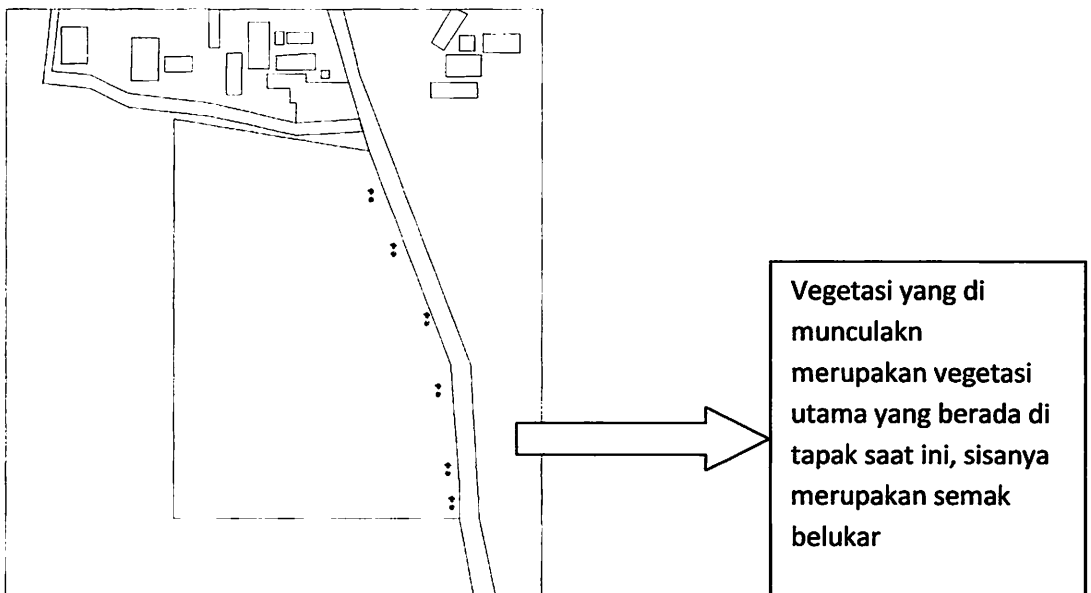 Vegetasi yang di
munculakn
merupakan vegetasi
utama yang berada di
tapak saat ini, sisanya
merupakan semak
belukar